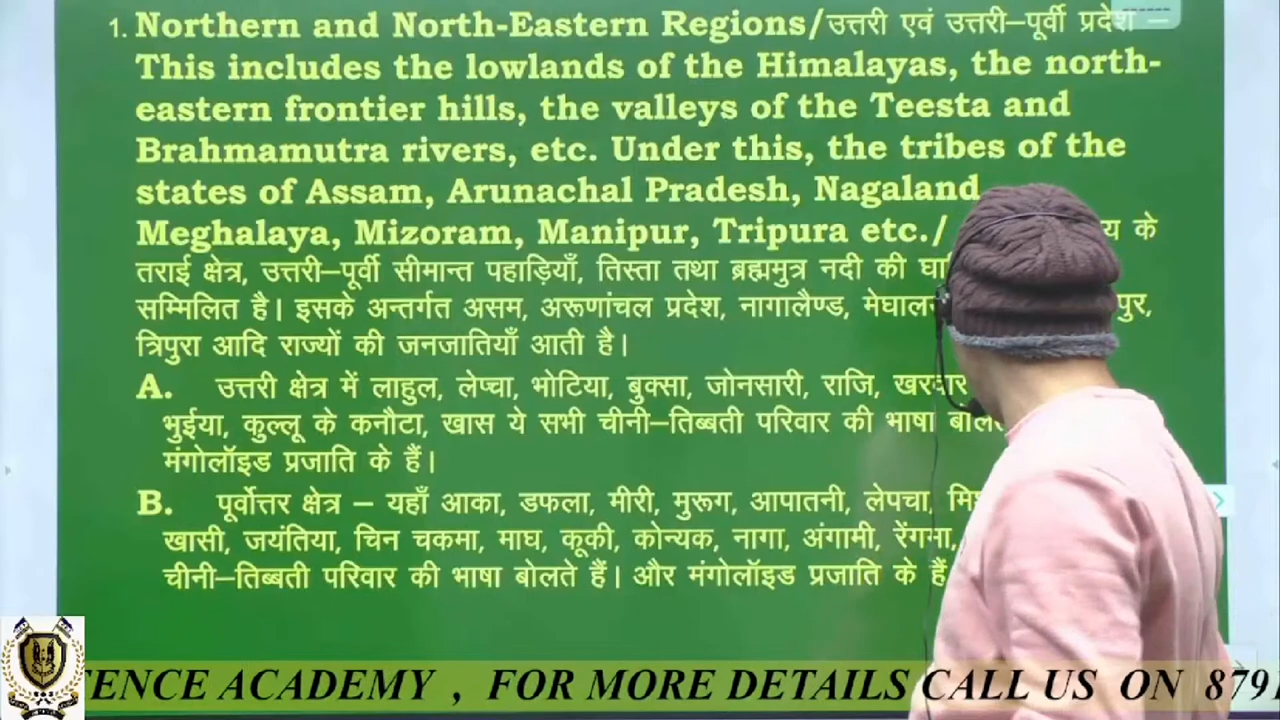 1. Northern and North-Eastern Regions/उत्तरी एवं उत्तरी–पूर्वी प्रदेश –
This includes the lowlands of the Himalayas, the north-
eastern frontier hills, the valleys of the Teesta and
Brahmamutra rivers, etc. Under this, the tribes of the
states of Assam, Arunachal Pradesh, Nagaland
Meghalaya, Mizoram, Manipur, Tripura etc./ के
तराई क्षेत्र, उत्तरी–पूर्वी सीमान्त पहाड़ियाँ, तिस्ता तथा ब्रह्ममुत्र नदी की
सम्मिलित है। इसके अन्तर्गत असम, अरूणांचल प्रदेश, नागालैण्ड,
त्रिपुरा आदि राज्यों की जनजातियाँ आती है।
A. उत्तरी क्षेत्र में लाहुल, लेप्चा, भोटिया, बुक्सा, जोनसारी, राजि,
भुईया, कुल्लू के कनौटा, खास ये सभी चीनी–तिब्बती परिवार की भाषा
मंगोलॉइड प्रजाति के हैं।
B. पूर्वोत्तर क्षेत्र – यहाँ आका, डफला, मीरी, मुरूग, आपातनी, लेपचा,
खासी, जयंतिया, चिन चकमा, माघ, कूकी, कोन्यक, नागा, अंगामी, रेंगमा,
चीनी–तिब्बती परिवार की भाषा बोलते हैं। और मंगोलॉइड प्रजाति के हैं
ACADEMY , FOR MORE DETAILS CALL US ON 879